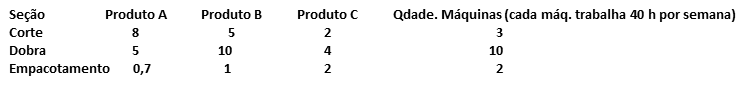 Seção Produto A Produto B Produto C Qdade. Máquinas (cada máq. trabalha 40 h por semana)
Corte 8 5 2 3
Dobra 5 10 4 10
Empacotamento 0,7 1 2 2